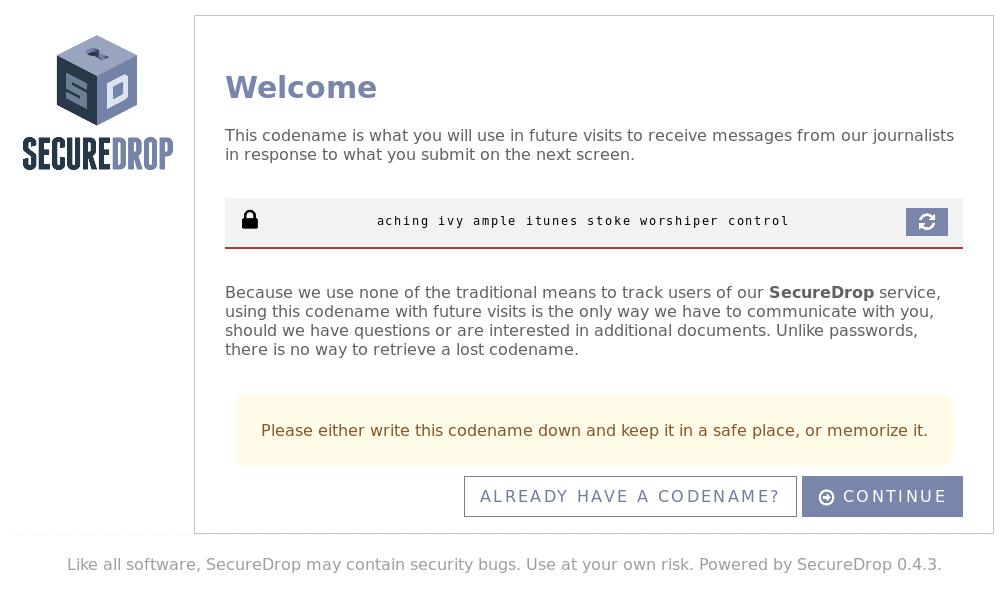 SD
SECUREDROP
Welcome
This codename is what you will use in future visits to receive messages from our journalists
in response to what you submit on the next screen.
aching ivy ample itunes stoke worshiper control
Because we use none of the traditional means to track users of our SecureDrop service,
using this codename with future visits is the only way we have to communicate with you,
should we have questions or are interested in additional documents. Unlike passwords,
there is no way to retrieve a lost codename.
Please either write this codename down and keep it in a safe place, or memorize it.
ALREADY HAVE A CODENAME?
CONTINUE
Like all software, SecureDrop may contain security bugs. Use at your own risk. Powered by SecureDrop 0.4.3.